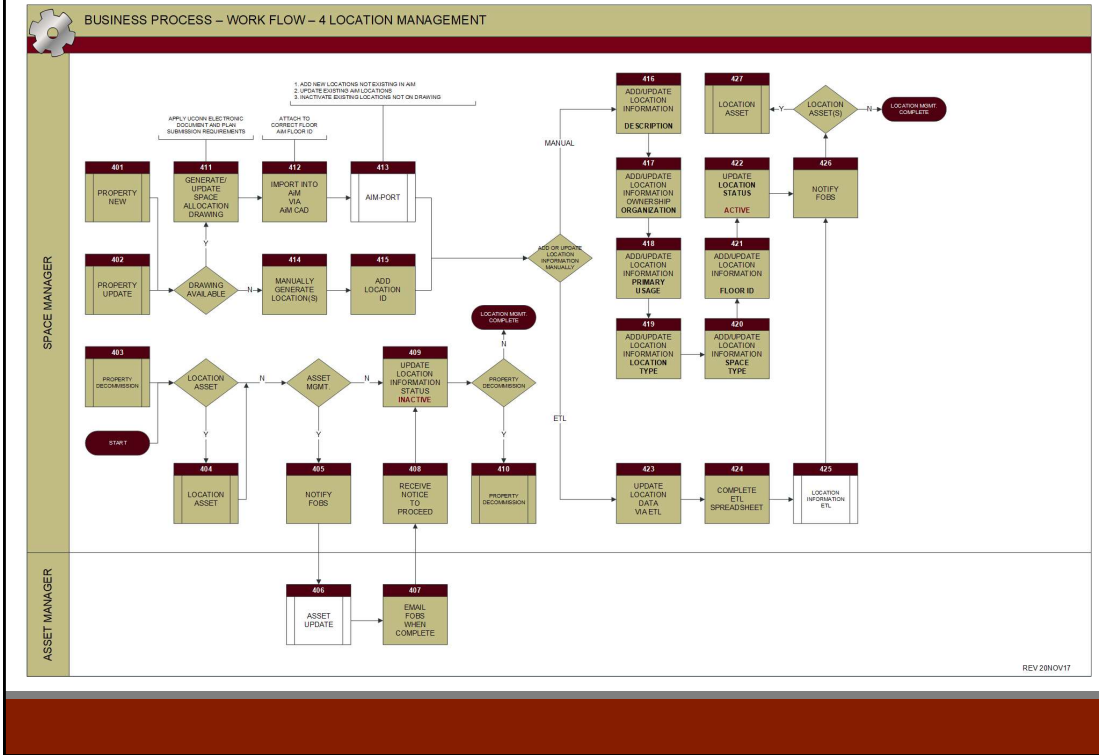 BUSINESS PROCESS – WORK FLOW – 4 LOCATION MANAGEMENT
SPACE MANAGER
1. ADD NEW LOCATIONS NOT EXISTING IN AiM
2. UPDATE EXISTING AiM LOCATIONS
3. INACTIVATE EXISTING LOCATIONS NOT ON DRAWING
APPLY UCONN ELECTRONIC
DOCUMENT AND PLAN
SUBMISSION REQUIREMENTS
ATTACH TO
CORRECT FLOOR
AIM FLOOR ID
401
PROPERTY
NEW
411
GENERATE/
UPDATE
SPACE
ALLOCATION
DRAWING
412
IMPORT INTO
AiM
VIA
AiM CAD
413
AIM-PORT
402
PROPERTY
UPDATE
DRAWING
AVAILABLE
Y
N
414
MANUALLY
GENERATE
LOCATION(S)
415
ADD
LOCATION
ID
ADD OR UPDATE
LOCATION
INFORMATION
MANUALLY
MANUAL
ETL
416
ADD/UPDATE
LOCATION
INFORMATION
DESCRIPTION
417
ADD/UPDATE
LOCATION
INFORMATION
OWNERSHIP
ORGANIZATION
418
ADD/UPDATE
LOCATION
INFORMATION
PRIMARY
USAGE
419
ADD/UPDATE
LOCATION
INFORMATION
LOCATION
TYPE
420
ADD/UPDATE
LOCATION
INFORMATION
SPACE
TYPE
421
ADD/UPDATE
LOCATION
INFORMATION
FLOOR ID
422
UPDATE
LOCATION
STATUS
ACTIVE
426
NOTIFY
FOBS
LOCATION
ASSET(S)
Y
427
LOCATION
ASSET
N
LOCATION MGMT.
COMPLETE
403
PROPERTY
DECOMMISSION
START
LOCATION
ASSET
Y
N
404
LOCATION
ASSET
ASSET
MGMT.
Y
N
405
NOTIFY
FOBS
409
UPDATE
LOCATION
INFORMATION
STATUS
INACTIVE
408
RECEIVE
NOTICE
TO
PROCEED
PROPERTY
DECOMMISSION
N
LOCATION MGMT.
COMPLETE
Y
410
PROPERTY
DECOMMISSION
423
UPDATE
LOCATION
DATA
VIA ETL
424
COMPLETE
ETL
SPREADSHEET
425
LOCATION
INFORMATION
ETL
ASSET MANAGER
406
ASSET
UPDATE
407
EMAIL
FOBS
WHEN
COMPLETE
REV 20NOV17